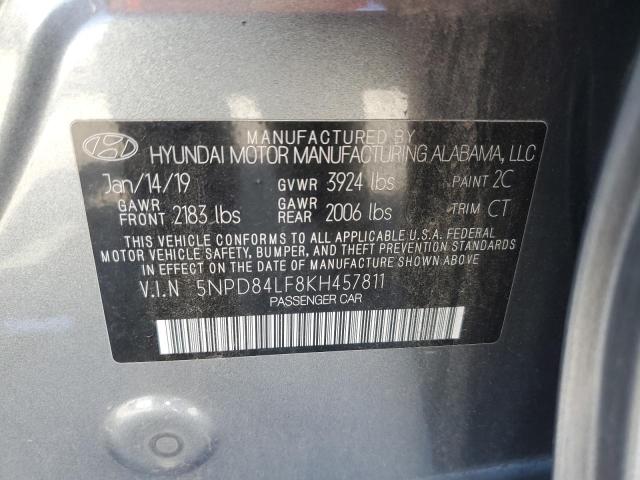 MANUFACTURED BY
HYUNDAI MOTOR MANUFACTURING ALABAMA, LLC
Jan/14/19 GVWR 3924 lbs PAINT 2C
GAWR FRONT 2183 lbs GAWR REAR 2006 lbs TRIM CT
THIS VEHICLE CONFORMS TO ALL APPLICABLE U.S.A. FEDERAL
MOTOR VEHICLE SAFETY, BUMPER, AND THEFT PREVENTION STANDARDS
IN EFFECT ON THE DATE OF MANUFACTURE SHOWN ABOVE
V.I.N 5NPD84LF8KH457811
PASSENGER CAR